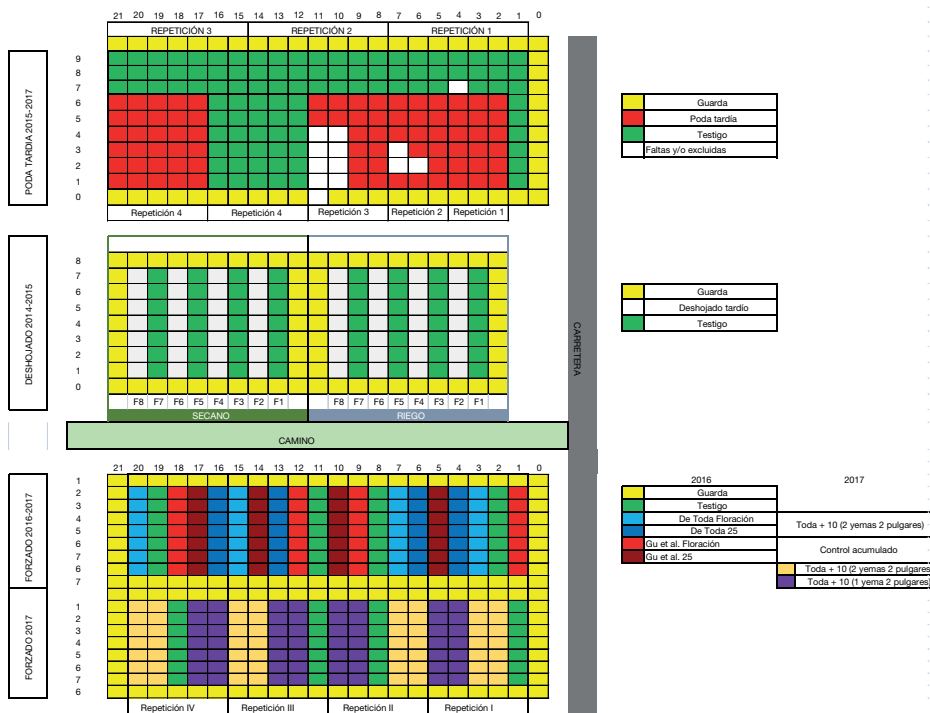 21 20 19 18 17 16 15 14 13 12 11 10 9 8 7 6 5 4 3 2 1 0
REPETICIÓN 3 REPETICIÓN 2 REPETICIÓN 1
PODA TARDIA 2015-2017
9
8
7
6
5
4
3
2
1
0
Repetición 4 Repetición 4 Repetición 3 Repetición 2 Repetición 1
Guarda
Poda tardía
Testigo
Faltas y/o excluidas
DESHOJADO 2014-2015
8
7
6
5
4
3
2
1
0
F8 F7 F6 F5 F4 F3 F2 F1 F8 F7 F6 F5 F4 F3 F2 F1
SECANO RIEGO
Guarda
Deshojado tardío
Testigo
CARRETERA
CAMINO
21 20 19 18 17 16 15 14 13 12 11 10 9 8 7 6 5 4 3 2 1 0
FORZADO 2016-2017
1
2
3
4
5
6
7
6
7
FORZADO 2017
1
2
3
4
5
6
7
6
Repetición IV Repetición III Repetición II Repetición I
2016 2017
Guarda
Testigo
De Toda Floración
De Toda 25
Toda + 10 (2 yemas 2 pulgares)
Gu et al. Floración
Gu et al. 25
Control acumulado
Toda + 10 (2 yemas 2 pulgares
Toda + 10 (1 yema 2 pulgares)